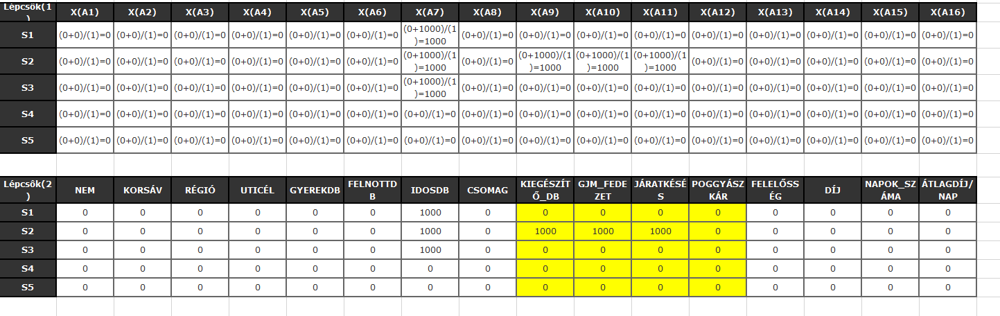 Lépcsôk(1) X(A1) X(A2) X(A3) X(A4) X(A5) X(A6) X(A7) X(A8) X(A9) X(A10) X(A11) X(A12) X(A13) X(A14) X(A15) X(A16)
S1 (0+0)/(1)=0 (0+0)/(1)=0 (0+0)/(1)=0 (0+0)/(1)=0 (0+0)/(1)=0 (0+0)/(1)=0 (0+1000)/(1)=1000 (0+0)/(1)=0 (0+0)/(1)=0 (0+0)/(1)=0 (0+0)/(1)=0 (0+0)/(1)=0 (0+0)/(1)=0 (0+0)/(1)=0 (0+0)/(1)=0 (0+0)/(1)=0
S2 (0+0)/(1)=0 (0+0)/(1)=0 (0+0)/(1)=0 (0+0)/(1)=0 (0+0)/(1)=0 (0+0)/(1)=0 (0+1000)/(1)=1000 (0+0)/(1)=0 (0+1000)/(1)=1000 (0+1000)/(1)=1000 (0+1000)/(1)=1000 (0+0)/(1)=0 (0+0)/(1)=0 (0+0)/(1)=0 (0+0)/(1)=0 (0+0)/(1)=0
S3 (0+0)/(1)=0 (0+0)/(1)=0 (0+0)/(1)=0 (0+0)/(1)=0 (0+0)/(1)=0 (0+0)/(1)=0 (0+1000)/(1)=1000 (0+0)/(1)=0 (0+0)/(1)=0 (0+0)/(1)=0 (0+0)/(1)=0 (0+0)/(1)=0 (0+0)/(1)=0 (0+0)/(1)=0 (0+0)/(1)=0 (0+0)/(1)=0
S4 (0+0)/(1)=0 (0+0)/(1)=0 (0+0)/(1)=0 (0+0)/(1)=0 (0+0)/(1)=0 (0+0)/(1)=0 (0+0)/(1)=0 (0+0)/(1)=0 (0+0)/(1)=0 (0+0)/(1)=0 (0+0)/(1)=0 (0+0)/(1)=0 (0+0)/(1)=0 (0+0)/(1)=0 (0+0)/(1)=0 (0+0)/(1)=0
S5 (0+0)/(1)=0 (0+0)/(1)=0 (0+0)/(1)=0 (0+0)/(1)=0 (0+0)/(1)=0 (0+0)/(1)=0 (0+0)/(1)=0 (0+0)/(1)=0 (0+0)/(1)=0 (0+0)/(1)=0 (0+0)/(1)=0 (0+0)/(1)=0 (0+0)/(1)=0 (0+0)/(1)=0 (0+0)/(1)=0 (0+0)/(1)=0
Lépcsôk(2) NEM KORSÁV RÉGIÓ UTICÉL GYEREKDB FELNOTTDB IDOSDB CSOMAG KIEGÉSZÍTŐ_DB GJM_FEDEZET JÁRATKÉSÉS POGGYÁSZKÁR FELELŐSSÉG DÍJ NAPOK_SZÁMA ÁTLAGDÍJ/NAP
S1 0 0 0 0 0 0 1000 0 0 0 0 0 0 0 0 0
S2 0 0 0 0 0 0 1000 0 1000 1000 1000 0 0 0 0 0
S3 0 0 0 0 0 0 1000 0 0 0 0 0 0 0 0 0
S4 0 0 0 0 0 0 0 0 0 0 0 0 0 0 0 0
S5 0 0 0 0 0 0 0 0 0 0 0 0 0 0 0 0